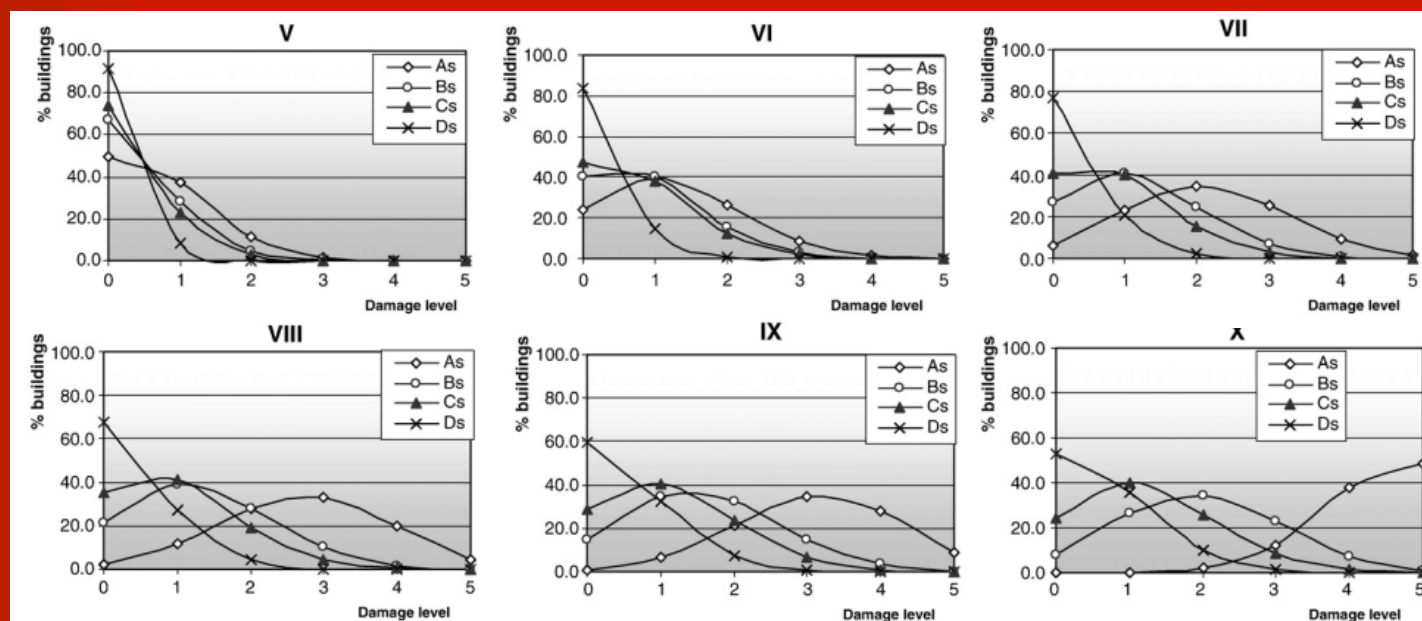 V
% buildings
100.0
80.0
60.0
40.0
20.0
0.0
0 1 2 3 4 5
Damage level
As
Bs
Cs
Ds
VI
% buildings
100.0
80.0
60.0
40.0
20.0
0.0
0 1 2 3 4 5
Damage level
As
Bs
Cs
Ds
VII
% buildings
100.0
80.0
60.0
40.0
20.0
0.0
0 1 2 3 4 5
Damage level
As
Bs
Cs
Ds
VIII
% buildings
100.0
80.0
60.0
40.0
20.0
0.0
0 1 2 3 4 5
Damage level
As
Bs
Cs
Ds
IX
% buildings
100.0
80.0
60.0
40.0
20.0
0.0
0 1 2 3 4 5
Damage level
As
Bs
Cs
Ds
X
% buildings
100.0
80.0
60.0
40.0
20.0
0.0
0 1 2 3 4 5
Damage level
As
Bs
Cs
Ds